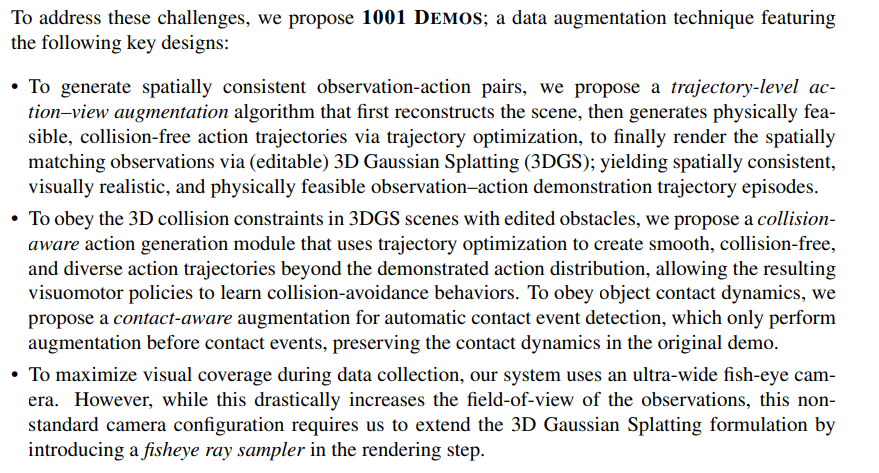 To address these challenges, we propose 1001 DEMOS; a data augmentation technique featuring
the following key designs:
• To generate spatially consistent observation-action pairs, we propose a trajectory-level ac-
tion–view augmentation algorithm that first reconstructs the scene, then generates physically fea-
sible, collision-free action trajectories via trajectory optimization, to finally render the spatially
matching observations via (editable) 3D Gaussian Splatting (3DGS); yielding spatially consistent,
visually realistic, and physically feasible observation–action demonstration trajectory episodes.
• To obey the 3D collision constraints in 3DGS scenes with edited obstacles, we propose a collision-
aware action generation module that uses trajectory optimization to create smooth, collision-free,
and diverse action trajectories beyond the demonstrated action distribution, allowing the resulting
visuomotor policies to learn collision-avoidance behaviors. To obey object contact dynamics, we
propose a contact-aware augmentation for automatic contact event detection, which only perform
augmentation before contact events, preserving the contact dynamics in the original demo.
• To maximize visual coverage during data collection, our system uses an ultra-wide fish-eye cam-
era. However, while this drastically increases the field-of-view of the observations, this non-
standard camera configuration requires us to extend the 3D Gaussian Splatting formulation by
introducing a fisheye ray sampler in the rendering step.